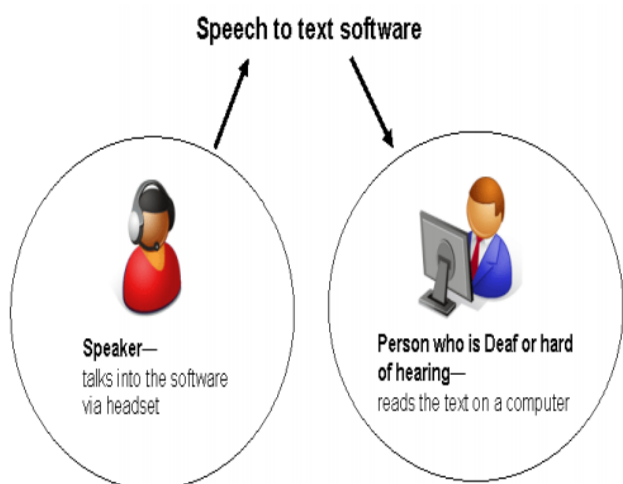 Speech to text software
Speaker—
talks into the software
via headset
Person who is Deaf or hard
of hearing—
reads the text on a computer